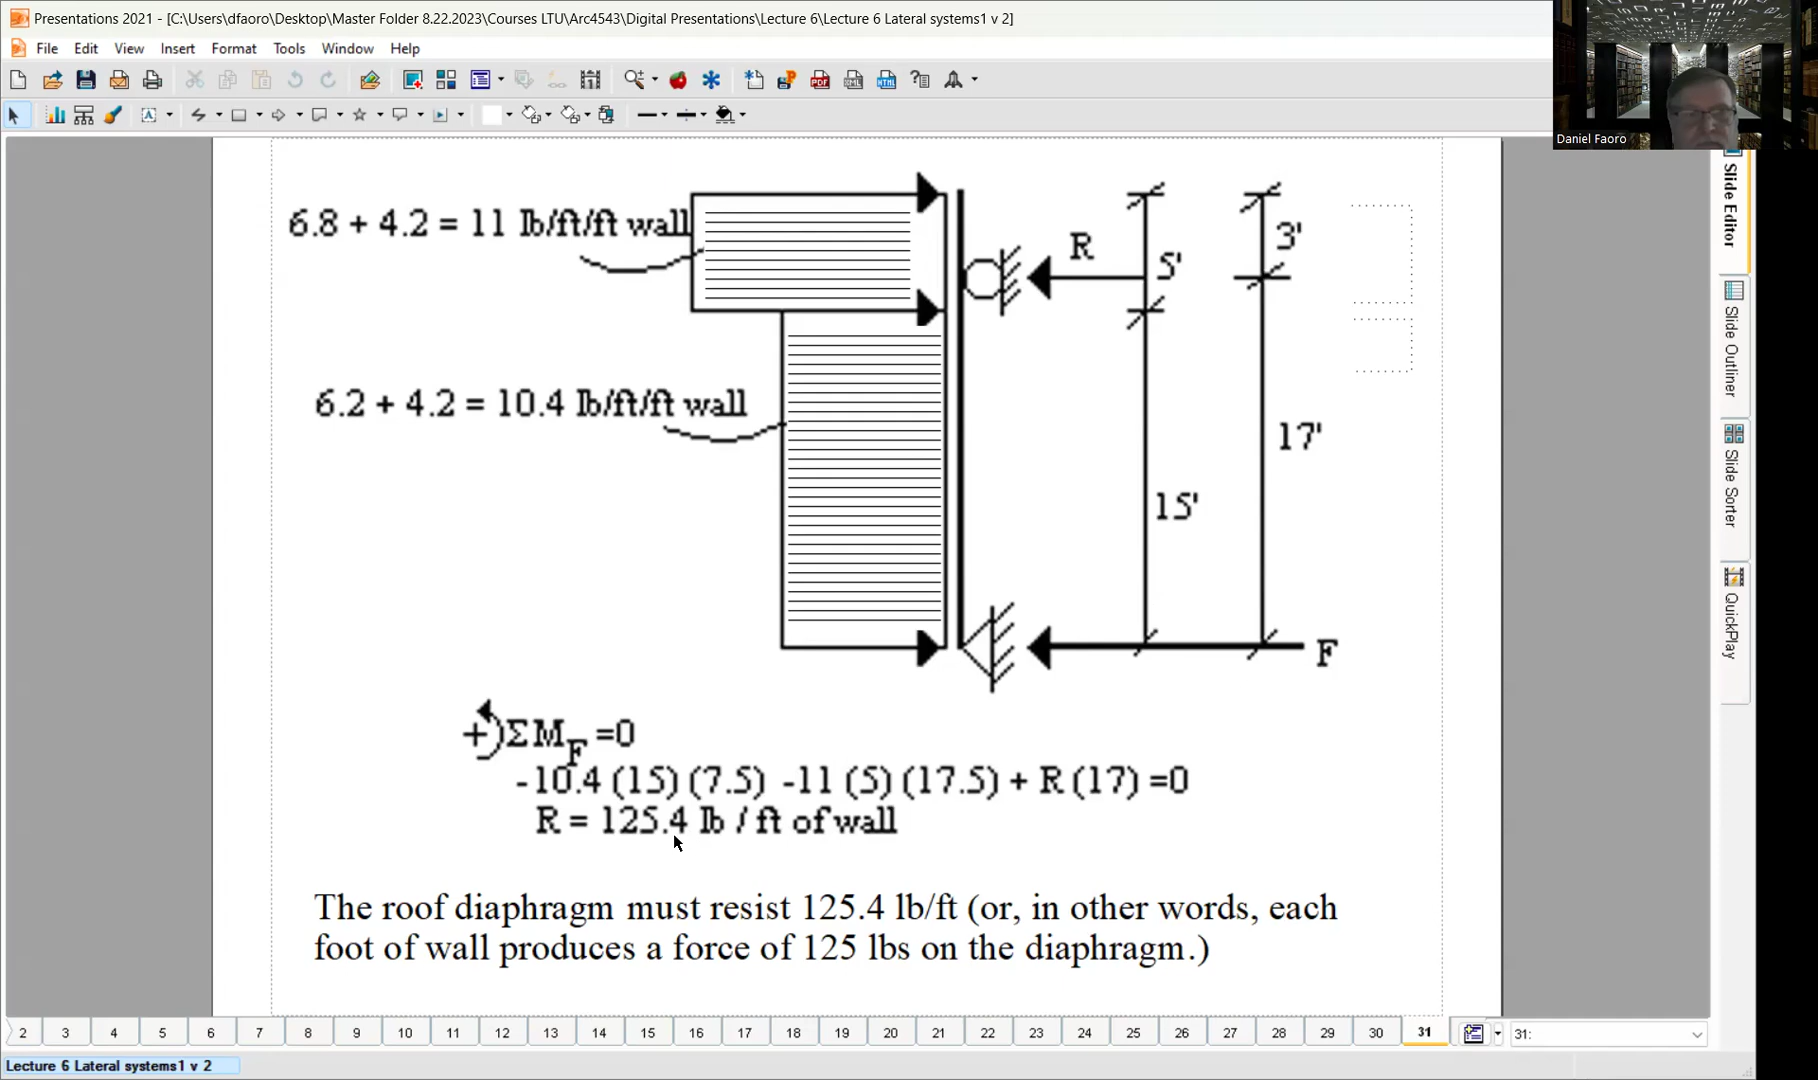 Presentations 2021 - [C:\Users\dfaoro\Desktop\Master Folder 8.22.2023\Courses LTU\Arc4543\Digital Presentations\Lecture 6\Lecture 6 Lateral systems1 v 2]
File Edit View Insert Format Tools Window Help
Daniel Faoro
6.8 + 4.2 = 11 lb/ft/ft wall
R
5'
3'
6.2 + 4.2 = 10.4 lb/ft/ft wall
17'
15'
F
+ΣM_F =0
-10.4 (15) (7.5) -11 (5) (17.5) + R (17) =0
R = 125.4 lb / ft of wall
The roof diaphragm must resist 125.4 lb/ft (or, in other words, each
foot of wall produces a force of 125 lbs on the diaphragm.)
Slide Editor
Slide Outliner
Slide Sorter
QuickPlay
2 3 4 5 6 7 8 9 10 11 12 13 14 15 16 17 18 19 20 21 22 23 24 25 26 27 28 29 30 31 31:
Lecture 6 Lateral systems1 v 2